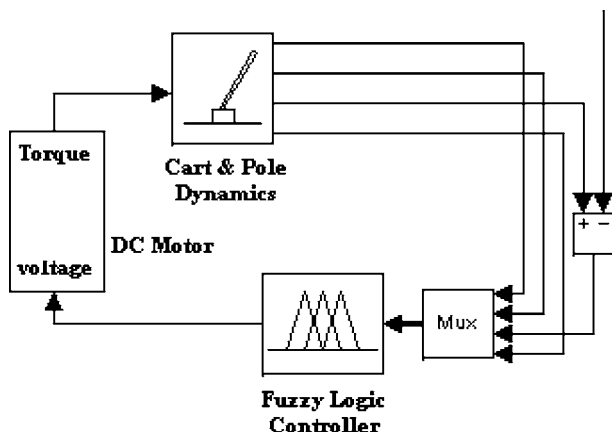 Cart & Pole
Dynamics
Torque
voltage
DC Motor
+ -
Mux
Fuzzy Logic
Controller